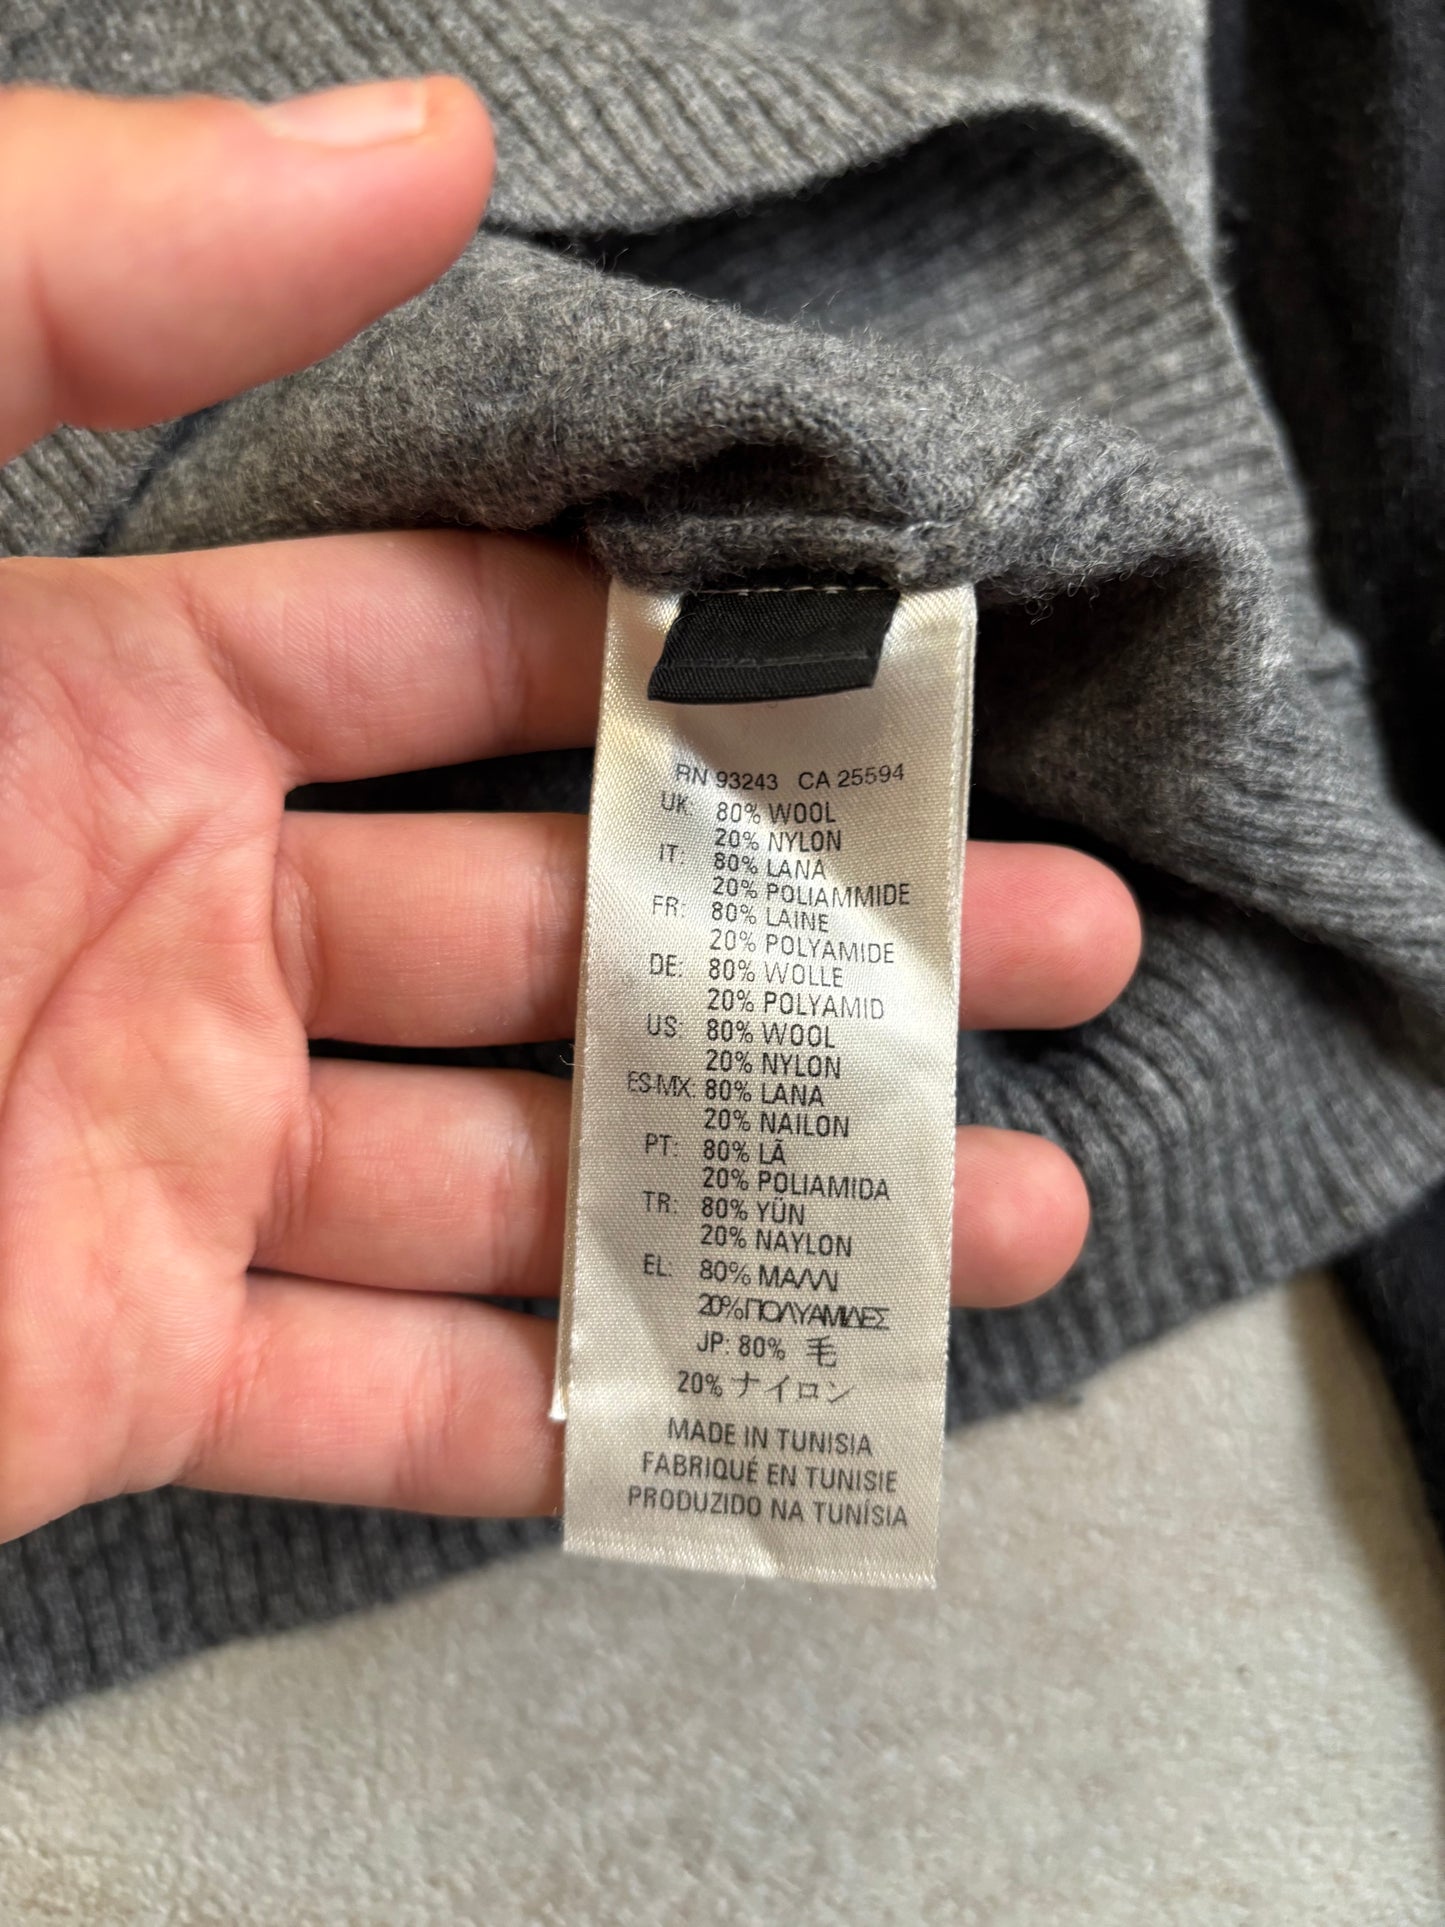 RN 93243 CA 25594
UK: 80% WOOL
20% NYLON
IT: 80% LANA
20% POLIAMMIDE
FR: 80% LAINE
20% POLYAMIDE
DE: 80% WOLLE
20% POLYAMID
US: 80% WOOL
20% NYLON
ES-MX: 80% LANA
20% NAILON
PT: 80% LÃ
20% POLIAMIDA
TR: 80% YÜN
20% NAYLON
EL: 80% ΜΑΛΛΙ
20% ΠΟΛΥΑΜΙΔΕΣ
JP: 80% 毛
20% ナイロン
MADE IN TUNISIA
FABRIQUÉ EN TUNISIE
PRODUZIDO NA TUNÍSIA